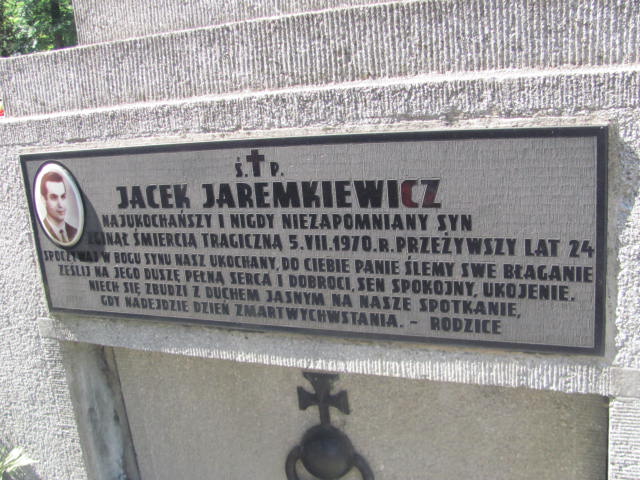 Ś. P.
JACEK JAREMKIEWICZ
NAJUKOCHAŃSZY I NIGDY NIEZAPOMNIANY SYN
ZGINĄŁ ŚMIERCIĄ TRAGICZNĄ 5.VII.1970.R. PRZEŻYWSZY LAT 24
SPOCZYWAJ W BOGU SYNU NASZ UKOCHANY, DO CIEBIE PANIE ŚLEMY SWE BŁAGANIE
ZEŚLIJ NA JEGO DUSZĘ PEŁNĄ SERCA I DOBROCI, SEN SPOKOJNY, UKOJENIE.
NIECH SIĘ ZBUDZI Z DUCHEM JASNYM NA NASZE SPOTKANIE,
GDY NADEJDZIE DZIEŃ ZMARTWYCHWSTANIA. - RODZICE